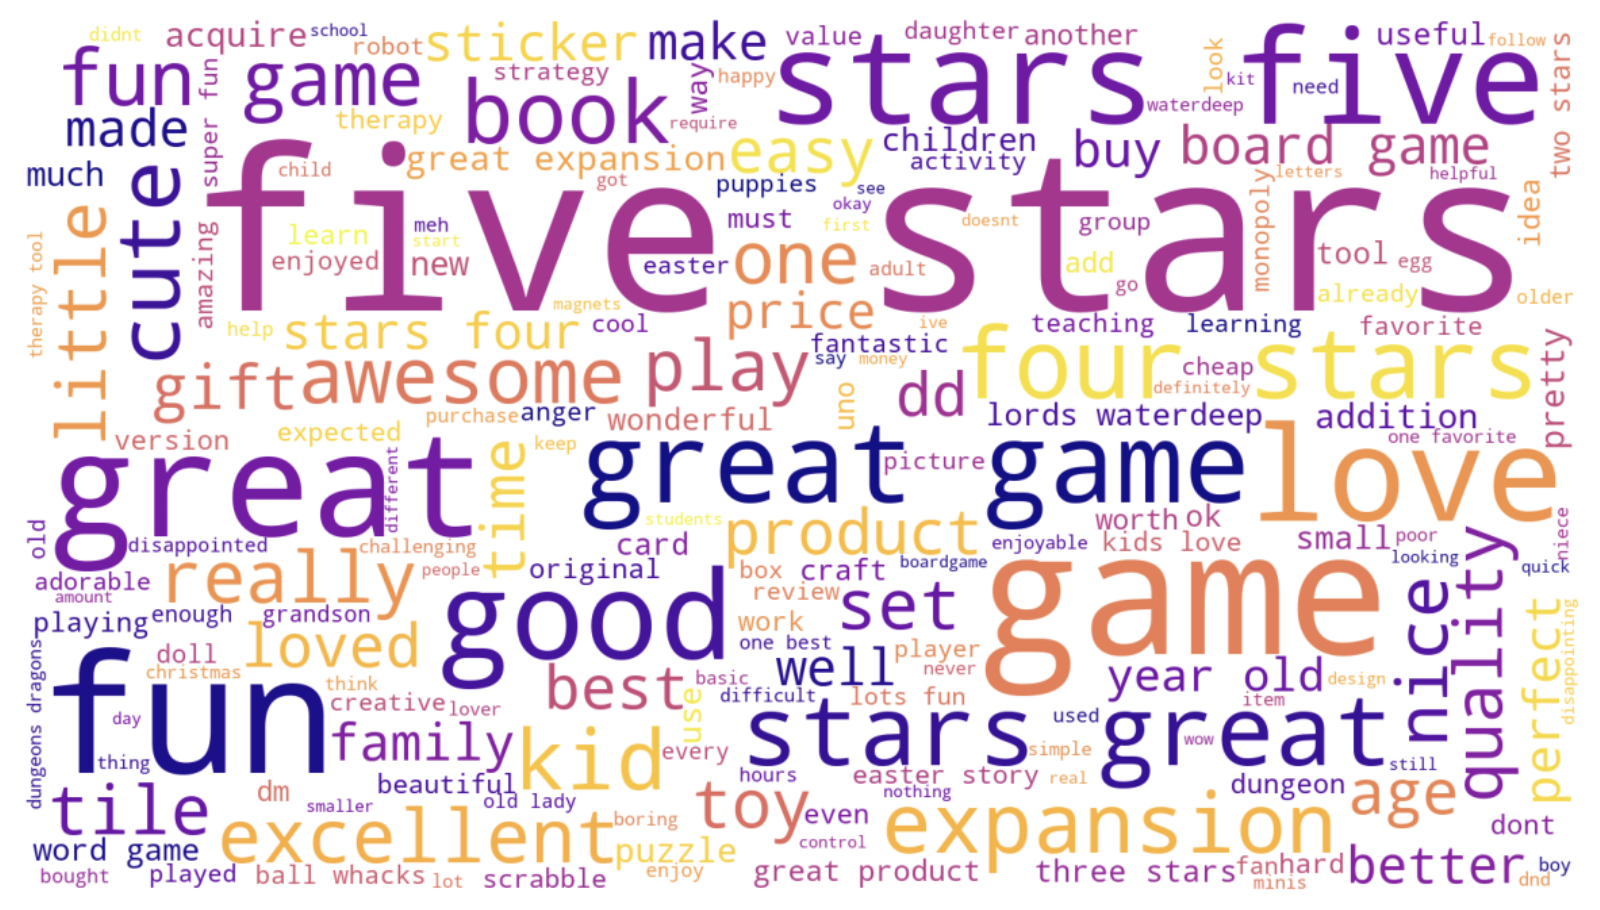 didnt
acquire
school
robot
sticker
make
value
daughter
another
useful
follow
two stars
fun
super fun
game
strategy
book
way
happy
stars five
waterdeep
look
kit
need
made
therapy
require
children
activity
buy
board game
letters
helpful
much
cute
child
great expansion
got
easy
puppies
see
okay
first
must
doesnt
group
monopoly
idea
little
amazing
five stars
learn
enjoyed
meh
start
new
easter
one
adult
add
go
tool
egg
already
older
therapy tool
help
stars four
magnets
cool
price
ive
teaching
learning
favorite
pretty
gift
awesome
play
fantastic
say
money
dd
four stars
cheap
definitely
uno
purchase
anger
wonderful
lords waterdeep
addition
version
expected
keep
one favorite
great
different
time
great game
picture
love
old
disappointed
challenging
people
students
product
card
worth
ok
enjoyable
kids love
small
poor
looking
niece
quick
adorable
amount
really
original
box
craft
boardgame
review
set
game
nice
quality
playing
enough
grandson
good
work
one best
player
never
well
perfect
disappointing
dungeons dragons
doll
christmas
loved
think
creative
lover
best
basic
difficult
lots fun
year old
design
item
fun
day
thing
family
kid
use
every
stars great
used
simple
wow
still
beautiful
old lady
hours
easter story
real
nothing
dungeon
age
tile
dm
smaller
excellent
boring
toy
even
control
expansion
dont
word game
puzzle
bought
played
ball whacks
lot
scrabble
enjoy
great product
three stars
fan
hard
minis
better
dnd
boy